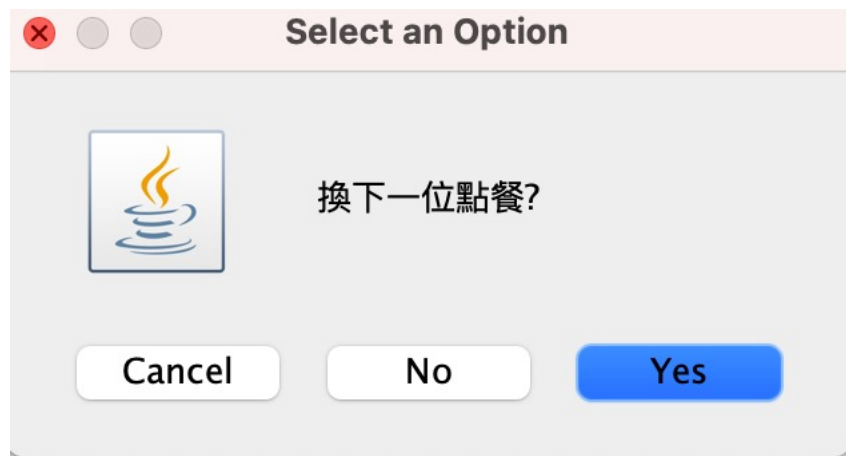 Select an Option
換下一位點餐?
Cancel
No
Yes